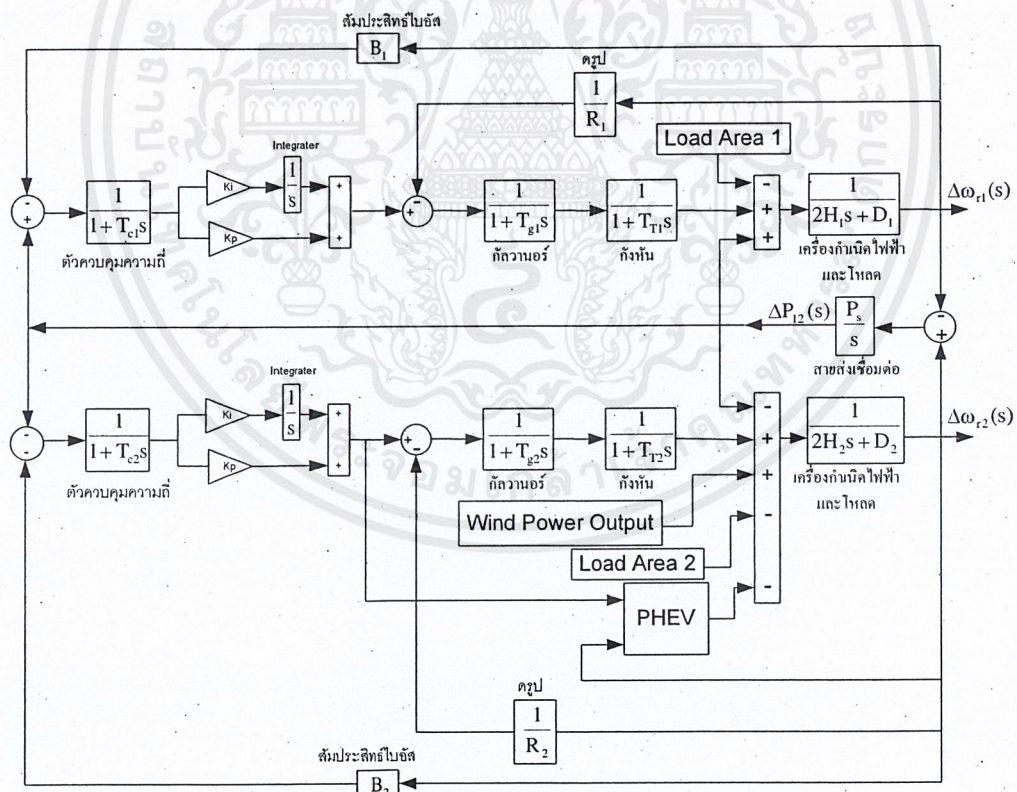 สัมประสิทธ์ไบอัส
B₁
ดรูป
1
R₁
Load Area 1
Integrater
1
s
Ki
Kp
+
+
-
+
1
1+T_c1 s
ตัวควบคุมความถี่
-
+
1
1+T_g1 s
กัลวานอร์
1
1+T_T1 s
กังหัน
-
+
+
1
2H₁s+D₁
เครื่องกำเนิดไฟฟ้า
และโหลด
Δω_r1(s)
ΔP₁₂(s)
P_s
s
สายส่งเชื่อมต่อ
-
+
Integrater
1
s
Ki
Kp
+
+
-
-
1
1+T_c2 s
ตัวควบคุมความถี่
+
-
1
1+T_g2 s
กัลวานอร์
1
1+T_T2 s
กังหัน
-
+
+
-
-
1
2H₂s+D₂
เครื่องกำเนิดไฟฟ้า
และโหลด
Δω_r2(s)
Wind Power Output
Load Area 2
PHEV
ดรูป
1
R₂
สัมประสิทธ์ไบอัส
B₂